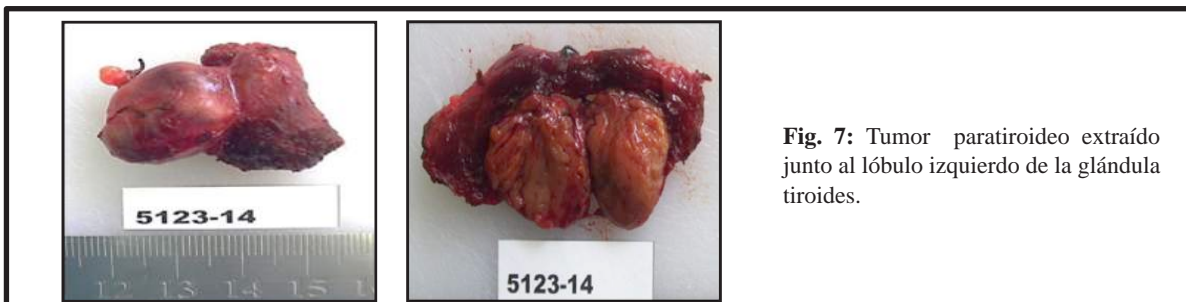 5123-14
12 13 14 15
5123-14
Fig. 7: Tumor paratiroideo extraído
junto al lóbulo izquierdo de la glándula
tiroides.